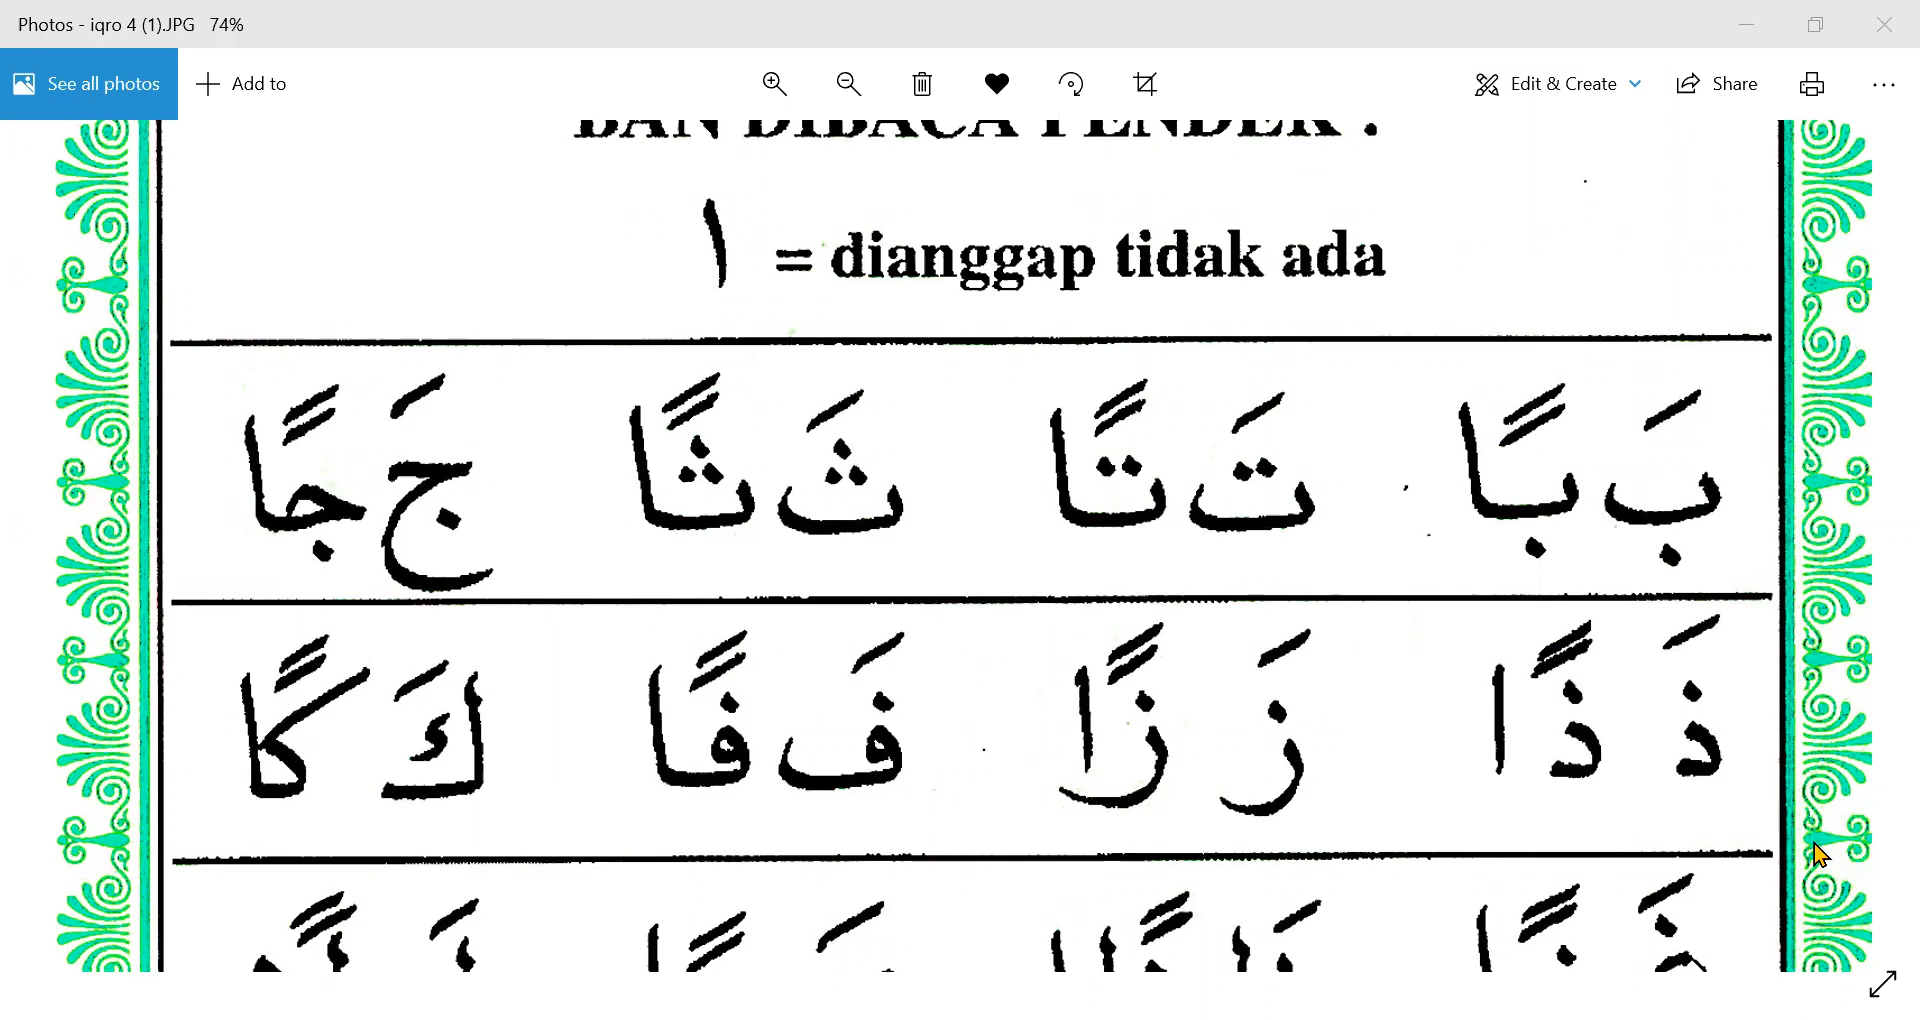 Photos - iqro 4 (1).JPG 74%
See all photos
Add to
Edit & Create
Share
ا = dianggap tidak ada
بَ بًا تَ تًا ثَ ثًا جَ جًا
ذَ ذًا زَ زًا فَ فًا كَ كًا